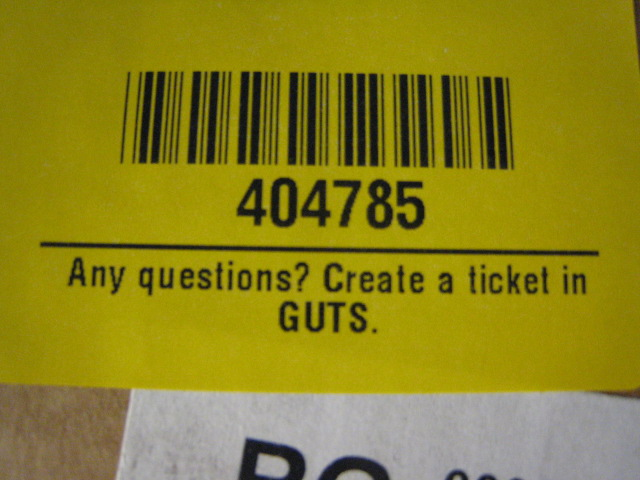 404785
Any questions? Create a ticket in
GUTS.